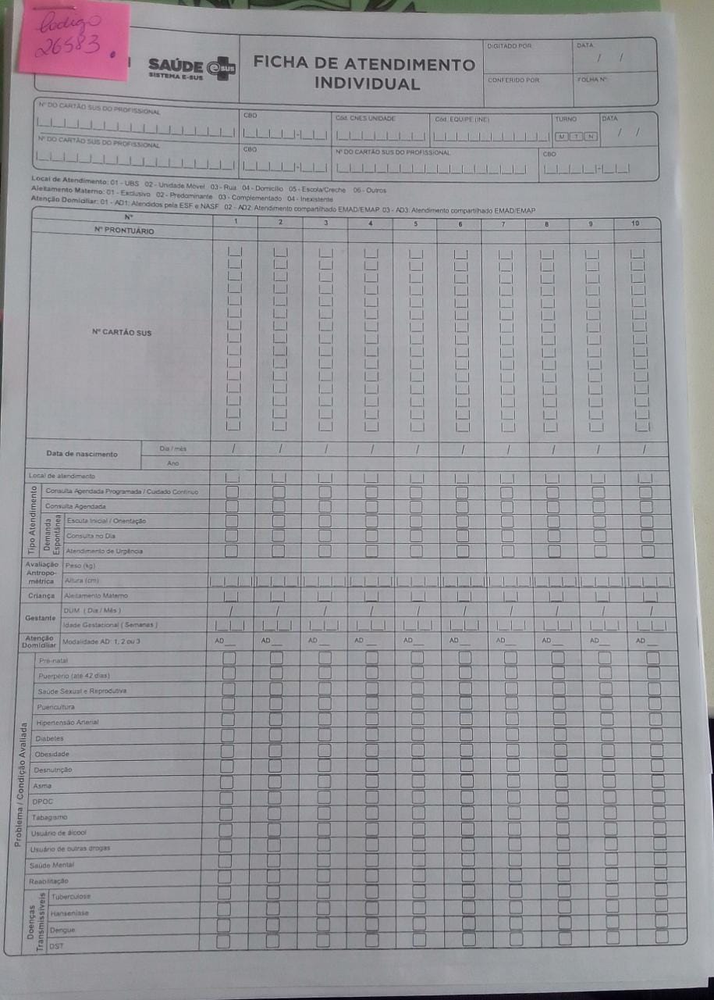 Codigo
26583.
SAÚDE e SUS
SISTEMA E-SUS
FICHA DE ATENDIMENTO
INDIVIDUAL
DIGITADO POR
DATA
/ /
CONFERIDO POR
FOLHA Nº
Nº DO CARTÃO SUS DO PROFISSIONAL
CBO
Cód. CNES UNIDADE
Cód. EQUIPE (INE)
TURNO
M T N
DATA
/ /
Nº DO CARTÃO SUS DO PROFISSIONAL
CBO
Nº DO CARTÃO SUS DO PROFISSIONAL
CBO
Local de Atendimento: 01 - UBS 02 - Unidade Móvel 03 - Rua 04 - Domicílio 05 - Escola/Creche 06 - Outros
Aleitamento Materno: 01 - Exclusivo 02 - Predominante 03 - Complementado 04 - Inexistente
Atenção Domiciliar: 01 - AD1: Atendidos pela ESF e NASF 02 - AD2: Atendimento compartilhado EMAD/EMAP 03 - AD3: Atendimento compartilhado EMAD/EMAP
Nº 1 2 3 4 5 6 7 8 9 10
Nº PRONTUÁRIO
Nº CARTÃO SUS
Data de nascimento
Dia / mês / / / / / / / / / /
Ano
Local de atendimento
Tipo Atendimento
Consulta Agendada Programada / Cuidado Contínuo
Consulta Agendada
Demanda
Espontânea
Escuta Inicial / Orientação
Consulta no Dia
Atendimento de Urgência
Avaliação
Antropo-
métrica
Peso (kg)
Altura (cm)
Criança
Aleitamento Materno
Gestante
DUM ( Dia / Mês ) / / / / / / / / / /
Idade Gestacional ( Semanas )
Atenção
Domiciliar
Modalidade AD: 1, 2 ou 3 AD__ AD__ AD__ AD__ AD__ AD__ AD__ AD__ AD__ AD__
Problema / Condição Avaliada
Pré-natal
Puerpério (até 42 dias)
Saúde Sexual e Reprodutiva
Puericultura
Hipertensão Arterial
Diabetes
Obesidade
Desnutrição
Asma
DPOC
Tabagismo
Usuário de álcool
Usuário de outras drogas
Saúde Mental
Reabilitação
Doenças
Transmissíveis
Tuberculose
Hanseníase
Dengue
DST